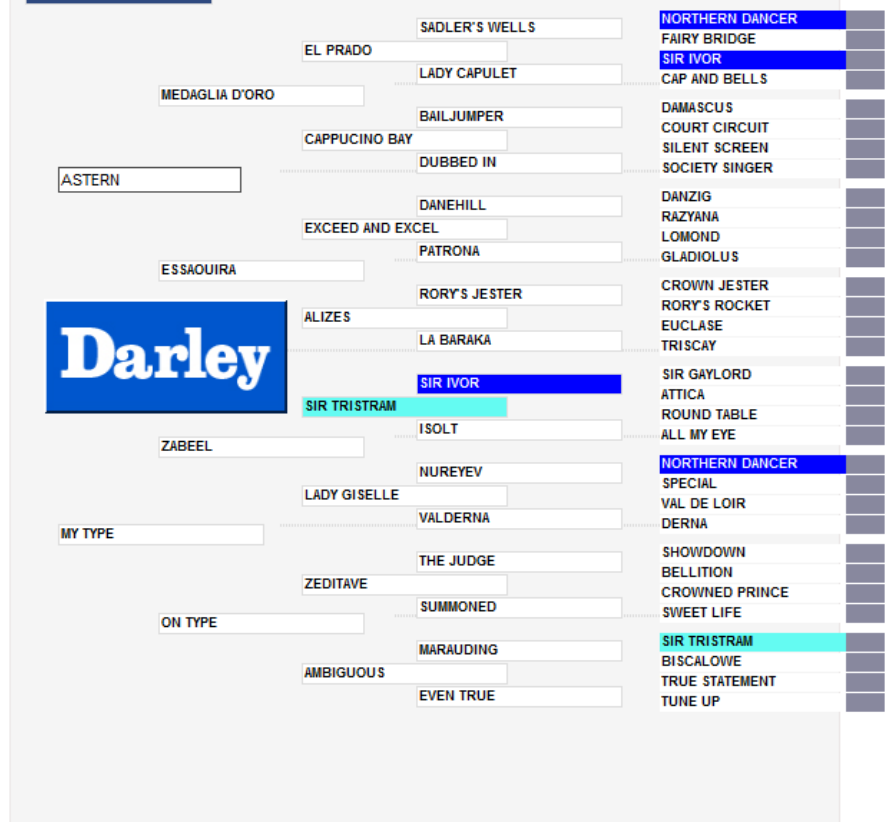 SADLER'S WELLS
NORTHERN DANCER
FAIRY BRIDGE
EL PRADO
SIR IVOR
LADY CAPULET
CAP AND BELLS
MEDAGLIA D'ORO
BAILJUMPER
DAMASCUS
COURT CIRCUIT
CAPPUCINO BAY
SILENT SCREEN
DUBBED IN
SOCIETY SINGER
ASTERN
DANEHILL
DANZIG
RAZYANA
EXCEED AND EXCEL
LOMOND
PATRONA
GLADIOLUS
ESSAOUIRA
RORY'S JESTER
CROWN JESTER
RORY'S ROCKET
ALIZES
EUCLASE
LA BARAKA
TRISCAY
Darley
SIR IVOR
SIR GAYLORD
ATTICA
SIR TRISTRAM
ROUND TABLE
ISOLT
ALL MY EYE
ZABEEL
NUREYEV
NORTHERN DANCER
SPECIAL
LADY GISELLE
VAL DE LOIR
VALDERNA
DERNA
MY TYPE
THE JUDGE
SHOWDOWN
BELLITION
ZEDITAVE
CROWNED PRINCE
SUMMONED
SWEET LIFE
ON TYPE
MARAUDING
SIR TRISTRAM
BISCALOWE
AMBIGUOUS
TRUE STATEMENT
EVEN TRUE
TUNE UP